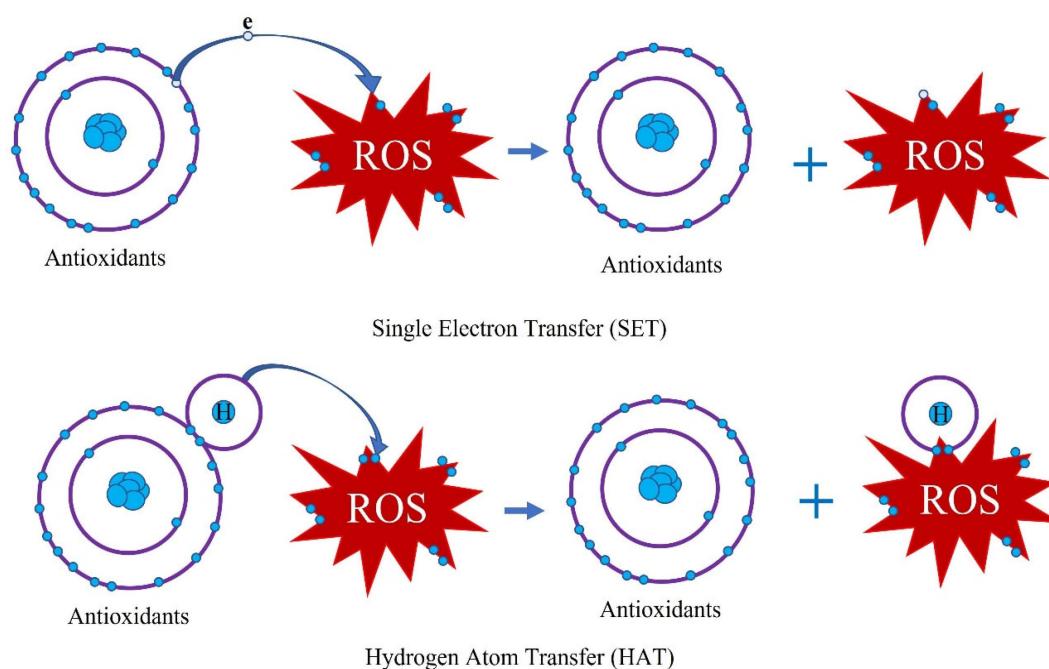 e
ROS
ROS
Antioxidants
Antioxidants
Single Electron Transfer (SET)
H
H
ROS
ROS
Antioxidants
Antioxidants
Hydrogen Atom Transfer (HAT)